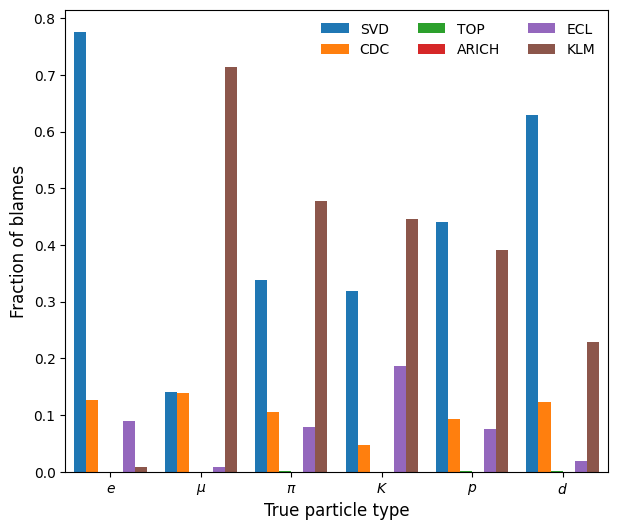 Fraction of blames
0.8
0.7
0.6
0.5
0.4
0.3
0.2
0.1
0.0
SVD TOP ECL
CDC ARICH KLM
e μ π K p d
True particle type